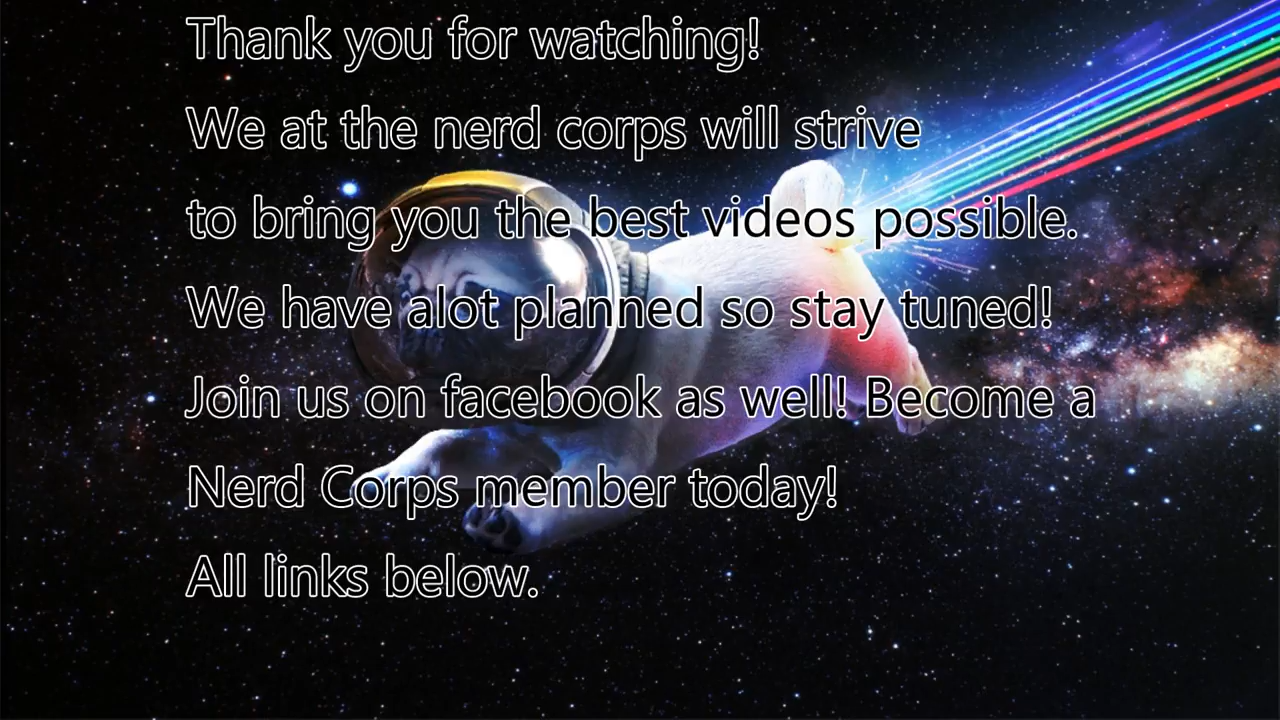 Thank you for watching!
We at the nerd corps will strive
to bring you the best videos possible.
We have alot planned so stay tuned!
Join us on facebook as well! Become a
Nerd Corps member today!
All links below.